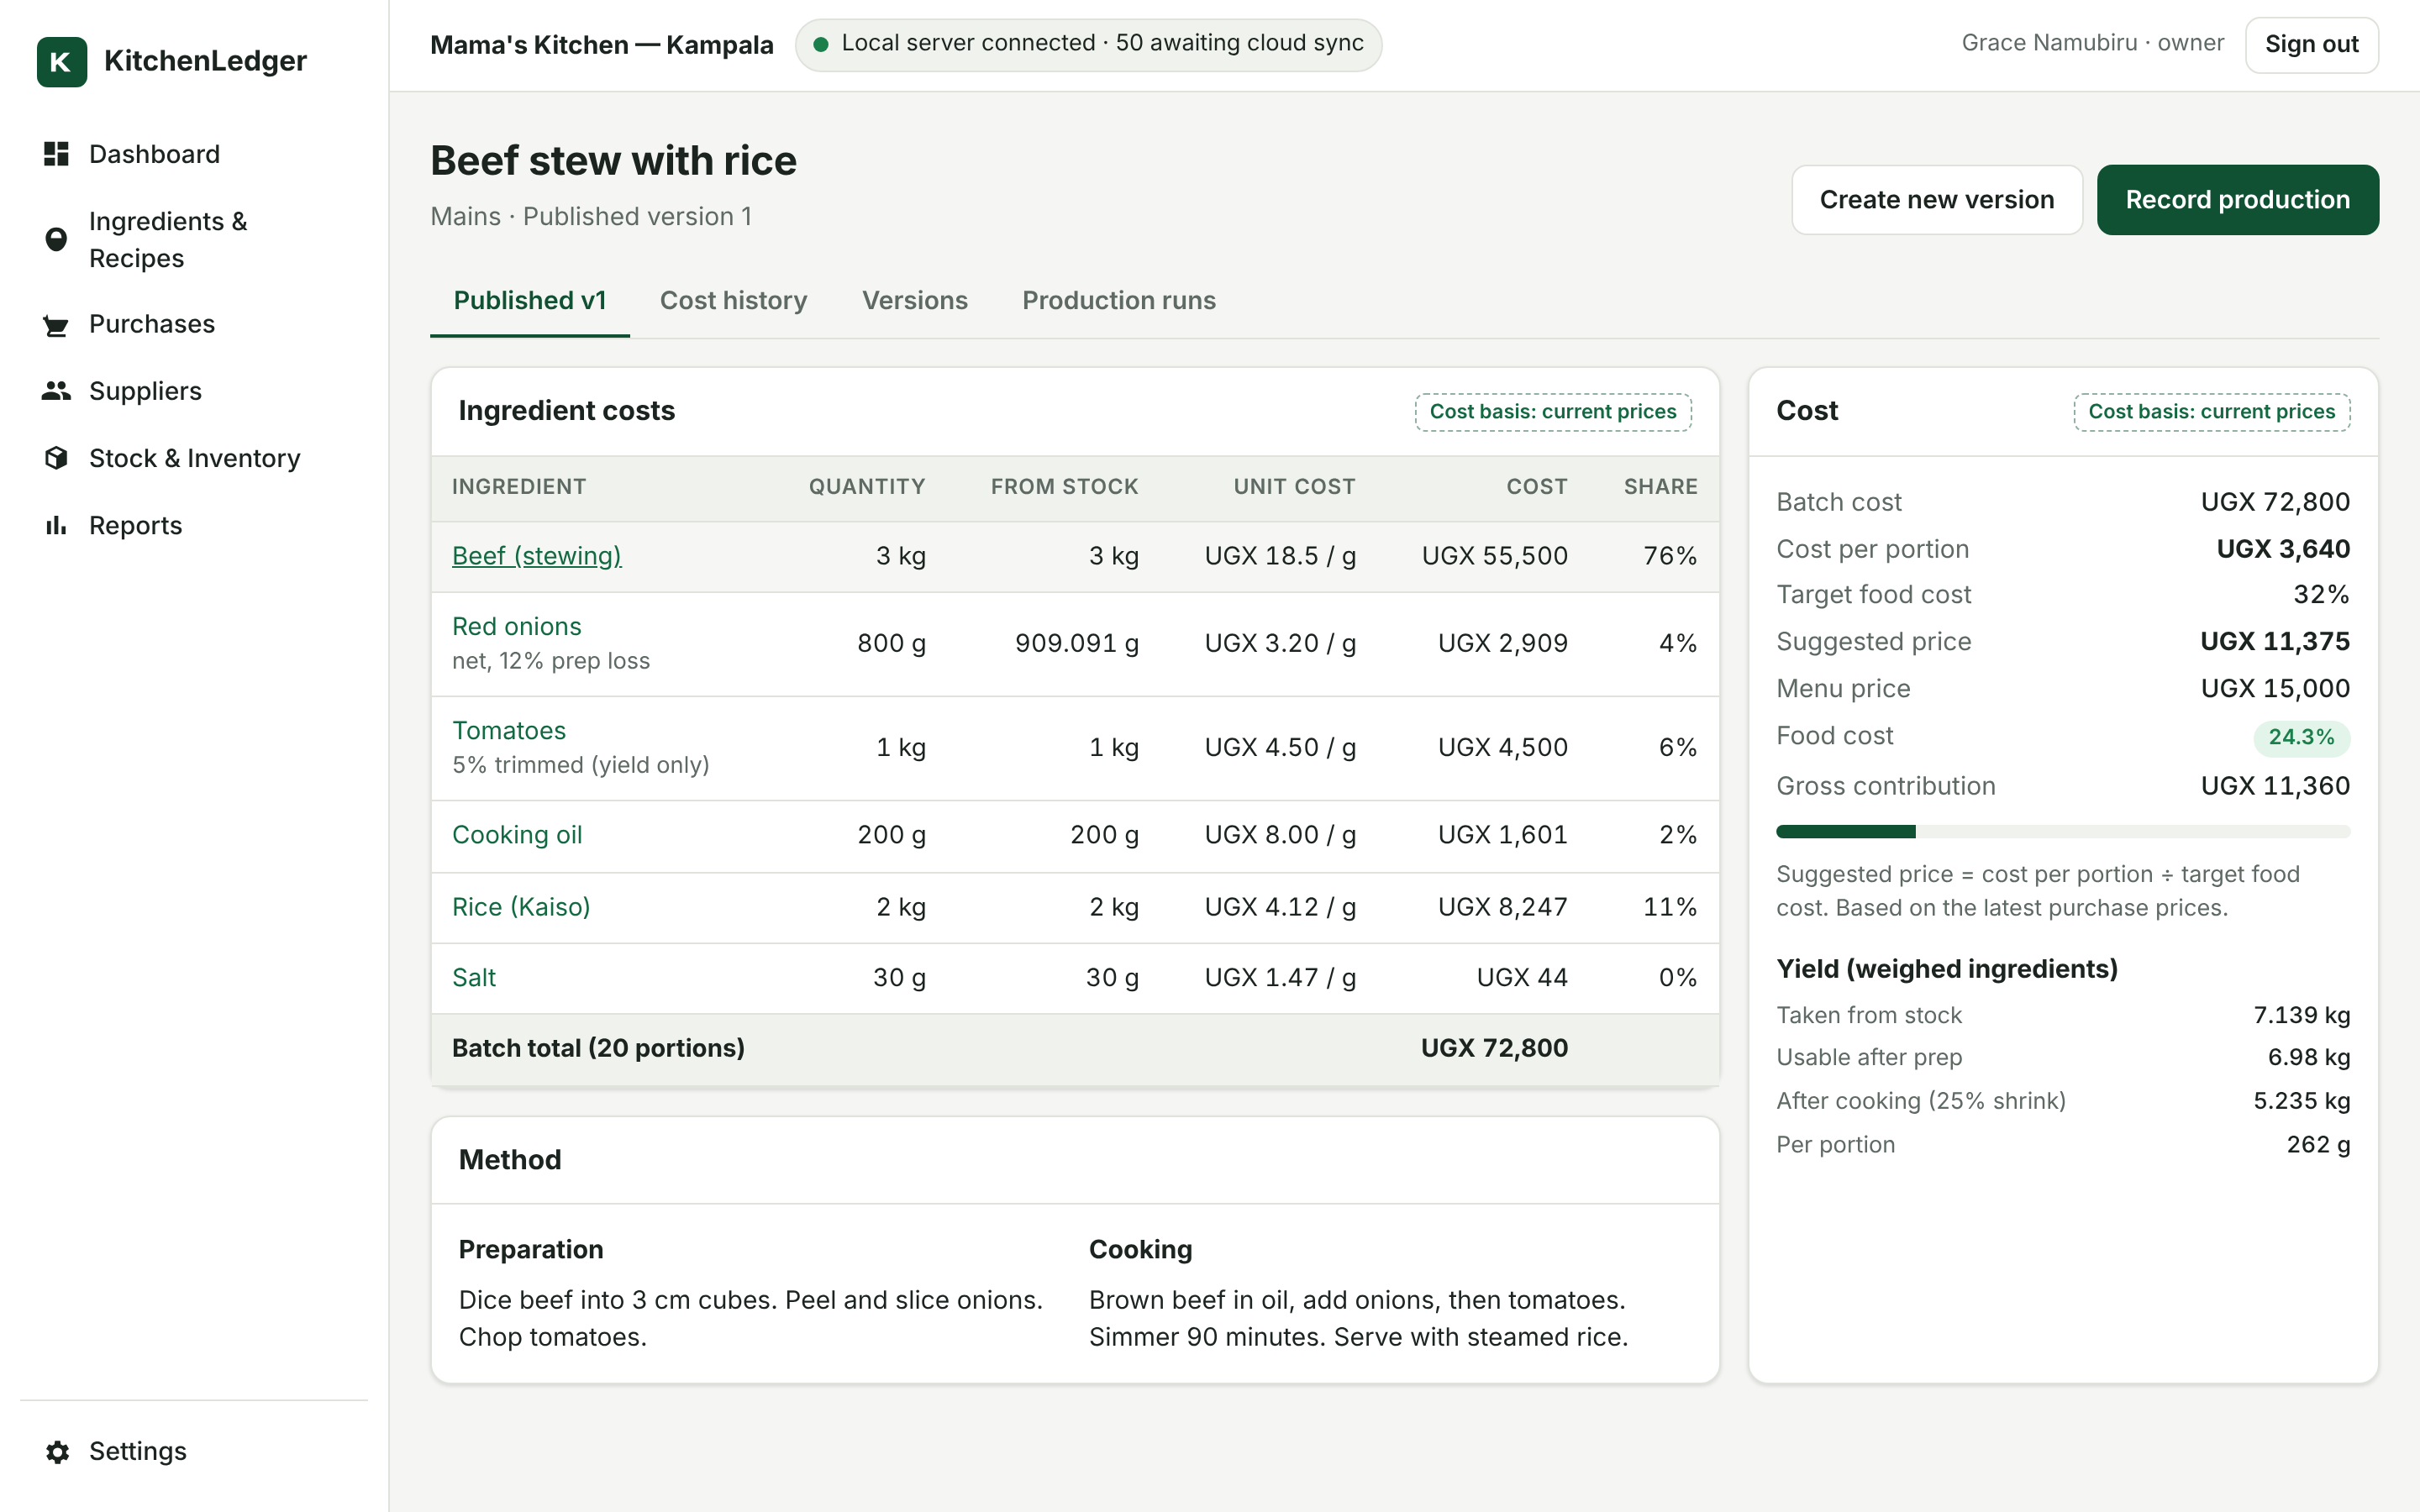 K KitchenLedger
Dashboard
Ingredients &
Recipes
Purchases
Suppliers
Stock & Inventory
Reports
Settings
Mama's Kitchen — Kampala
Local server connected · 50 awaiting cloud sync
Grace Namubiru · owner
Sign out
Beef stew with rice
Mains · Published version 1
Create new version
Record production
Published v1
Cost history
Versions
Production runs
Ingredient costs
Cost basis: current prices
INGREDIENT QUANTITY FROM STOCK UNIT COST COST SHARE
Beef (stewing) 3 kg 3 kg UGX 18.5 / g UGX 55,500 76%
Red onions
net, 12% prep loss
800 g 909.091 g UGX 3.20 / g UGX 2,909 4%
Tomatoes
5% trimmed (yield only)
1 kg 1 kg UGX 4.50 / g UGX 4,500 6%
Cooking oil 200 g 200 g UGX 8.00 / g UGX 1,601 2%
Rice (Kaiso) 2 kg 2 kg UGX 4.12 / g UGX 8,247 11%
Salt 30 g 30 g UGX 1.47 / g UGX 44 0%
Batch total (20 portions) UGX 72,800
Method
Preparation
Dice beef into 3 cm cubes. Peel and slice onions.
Chop tomatoes.
Cooking
Brown beef in oil, add onions, then tomatoes.
Simmer 90 minutes. Serve with steamed rice.
Cost
Cost basis: current prices
Batch cost UGX 72,800
Cost per portion UGX 3,640
Target food cost 32%
Suggested price UGX 11,375
Menu price UGX 15,000
Food cost 24.3%
Gross contribution UGX 11,360
Suggested price = cost per portion ÷ target food
cost. Based on the latest purchase prices.
Yield (weighed ingredients)
Taken from stock 7.139 kg
Usable after prep 6.98 kg
After cooking (25% shrink) 5.235 kg
Per portion 262 g